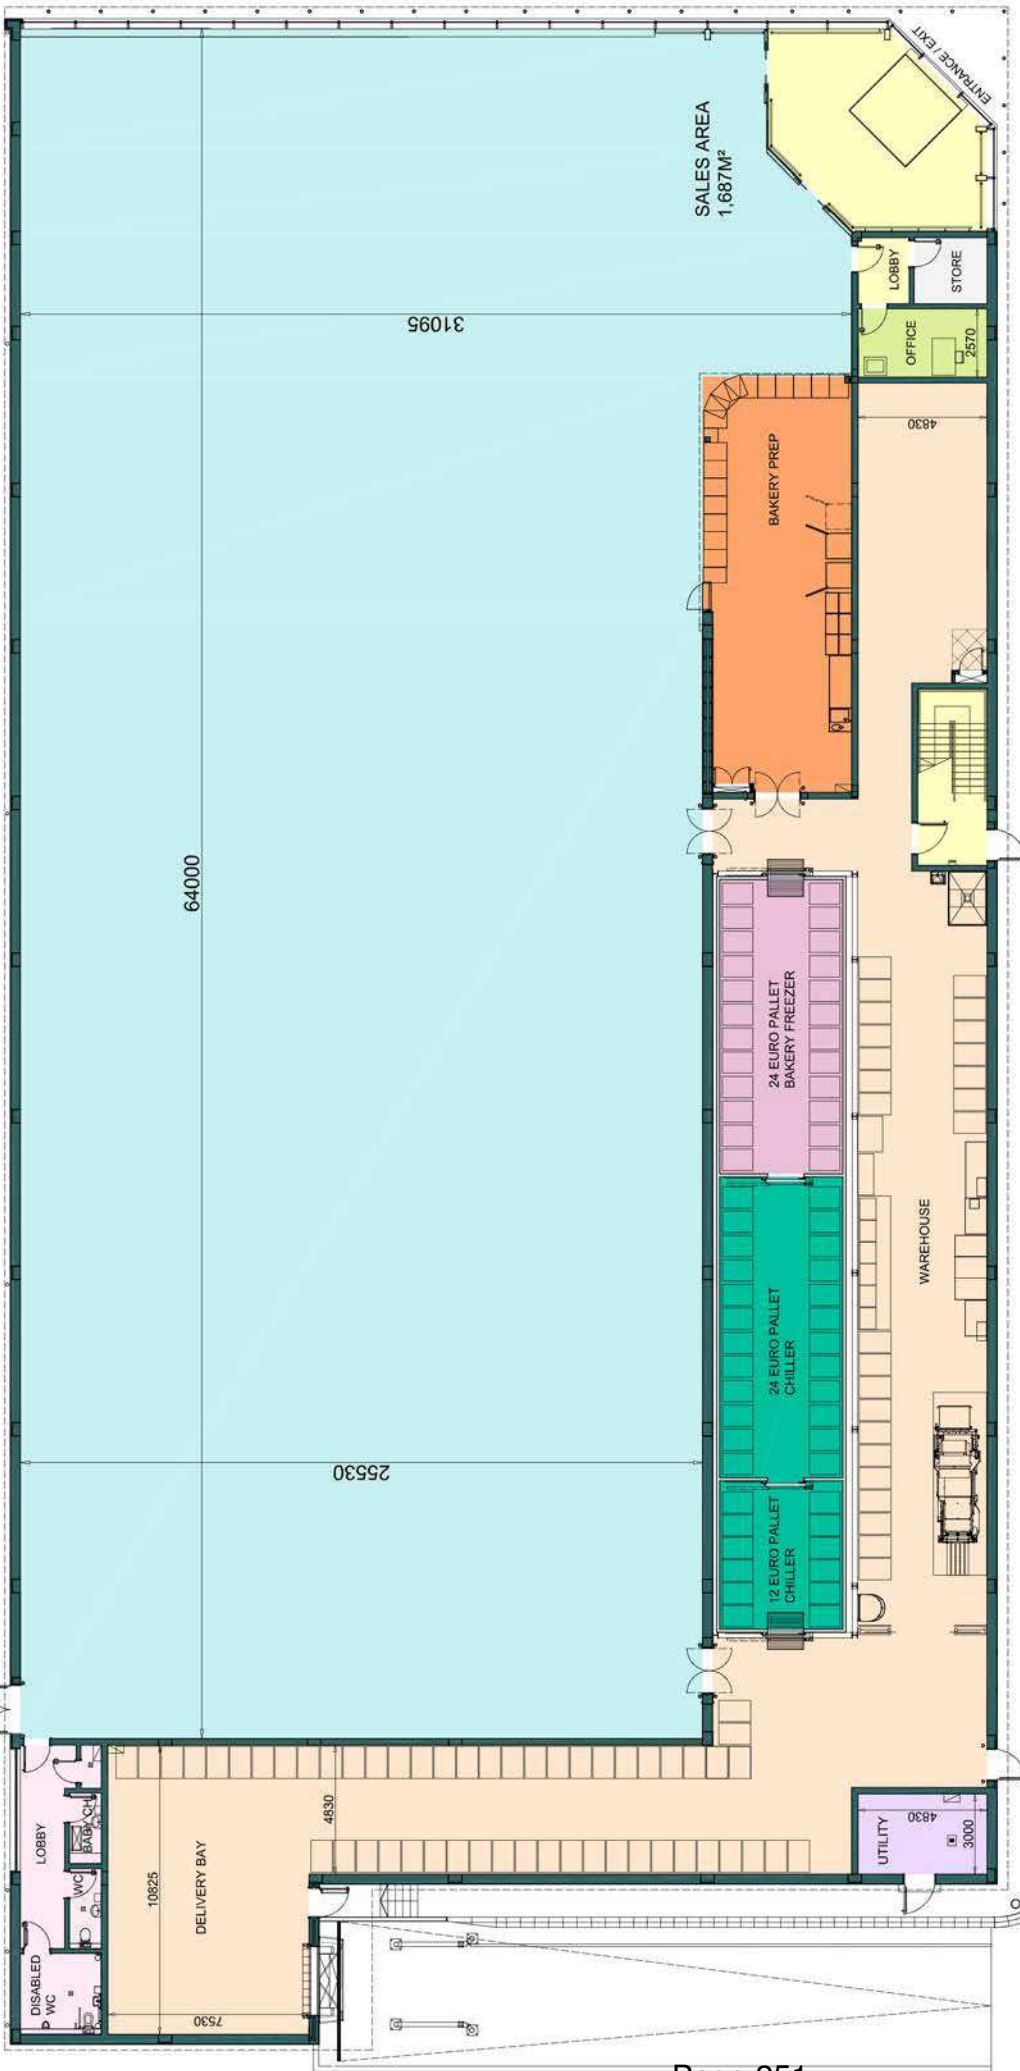 ENTRANCE / EXIT
SALES AREA
1,687M²
LOBBY
STORE
31095
OFFICE
2570
4830
BAKERY PREP
64000
24 EURO PALLET
BAKERY FREEZER
WAREHOUSE
24 EURO PALLET
CHILLER
25530
12 EURO PALLET
CHILLER
LOBBY
BABY CH
WC
DISABLED
WC
4830
10825
DELIVERY BAY
7530
UTILITY
4830
3000